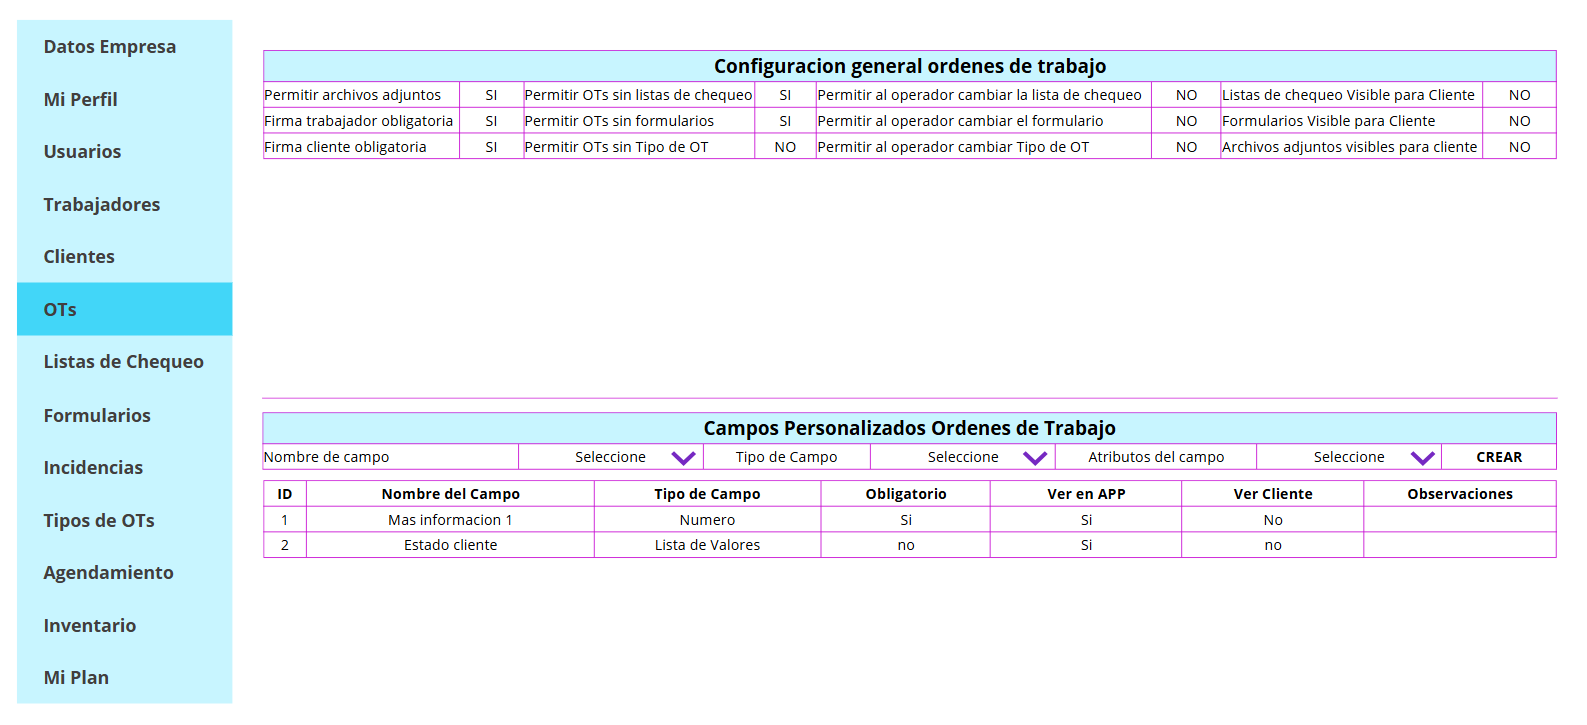 Datos Empresa
Mi Perfil
Usuarios
Trabajadores
Clientes
OTs
Listas de Chequeo
Formularios
Incidencias
Tipos de OTs
Agendamiento
Inventario
Mi Plan
Configuracion general ordenes de trabajo
Permitir archivos adjuntos SI Permitir OTs sin listas de chequeo SI Permitir al operador cambiar la lista de chequeo NO Listas de chequeo Visible para Cliente NO
Firma trabajador obligatoria SI Permitir OTs sin formularios SI Permitir al operador cambiar el formulario NO Formularios Visible para Cliente NO
Firma cliente obligatoria SI Permitir OTs sin Tipo de OT NO Permitir al operador cambiar Tipo de OT NO Archivos adjuntos visibles para cliente NO
Campos Personalizados Ordenes de Trabajo
Nombre de campo Seleccione Tipo de Campo Seleccione Atributos del campo Seleccione CREAR
ID Nombre del Campo Tipo de Campo Obligatorio Ver en APP Ver Cliente Observaciones
1 Mas informacion 1 Numero Si Si No
2 Estado cliente Lista de Valores no Si no